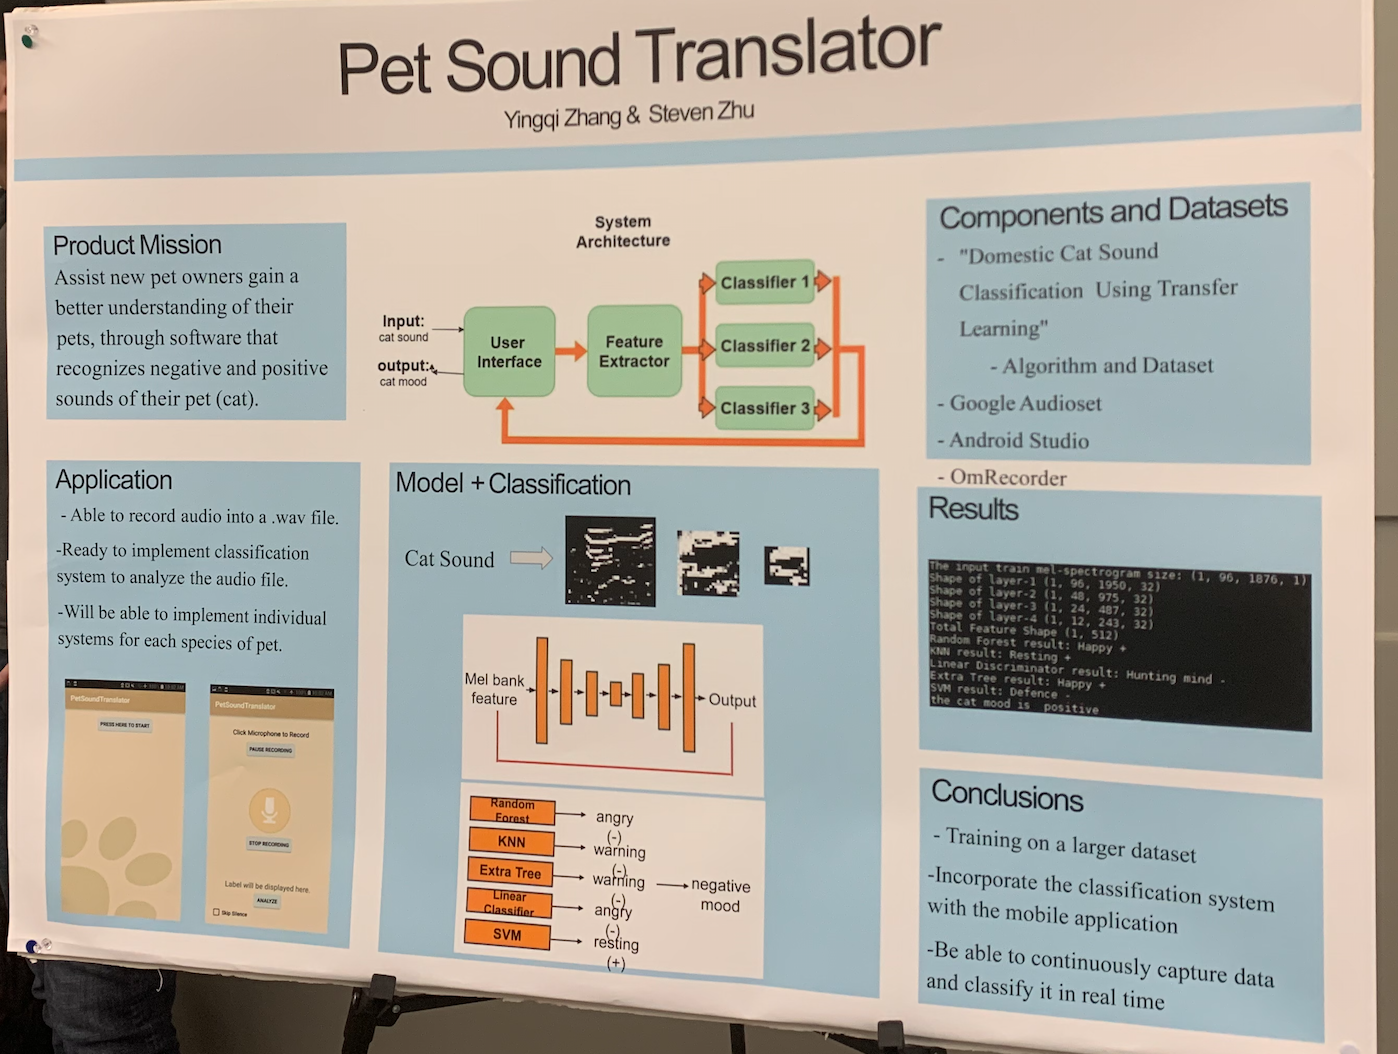 Pet Sound Translator
Yingqi Zhang & Steven Zhu
Product Mission
Assist new pet owners gain a
better understanding of their
pets, through software that
recognizes negative and positive
sounds of their pet (cat).
System
Architecture
Input:
cat sound
output:
cat mood
User
Interface
Feature
Extractor
Classifier 1
Classifier 2
Classifier 3
Components and Datasets
- "Domestic Cat Sound
Classification Using Transfer
Learning"
- Algorithm and Dataset
- Google Audioset
- Android Studio
- OmRecorder
Application
- Able to record audio into a .wav file.
-Ready to implement classification
system to analyze the audio file.
-Will be able to implement individual
systems for each species of pet.
PetSoundTranslator
PRESS HERE TO START
PetSoundTranslator
Click Microphone to Record
PAUSE RECORDING
STOP RECORDING
Label will be displayed here.
ANALYZE
Skip Silence
Model + Classification
Cat Sound
Mel bank
feature
Output
Random
Forest
angry
(-)
KNN
warning
(-)
Extra Tree
warning
(-)
Linear
Classifier
angry
(-)
SVM
resting
(+)
negative
mood
Results
The input train mel-spectrogram size: (1, 96, 1876, 1)
Shape of layer-1 (1, 96, 1950, 32)
Shape of layer-2 (1, 48, 975, 32)
Shape of layer-3 (1, 24, 487, 32)
Shape of layer-4 (1, 12, 243, 32)
Total Feature Shape (1, 512)
Random Forest result: Happy +
KNN result: Resting +
Linear Discriminator result: Hunting mind -
Extra Tree result: Happy +
SVM result: Defence -
the cat mood is positive
Conclusions
- Training on a larger dataset
-Incorporate the classification system
with the mobile application
-Be able to continuously capture data
and classify it in real time